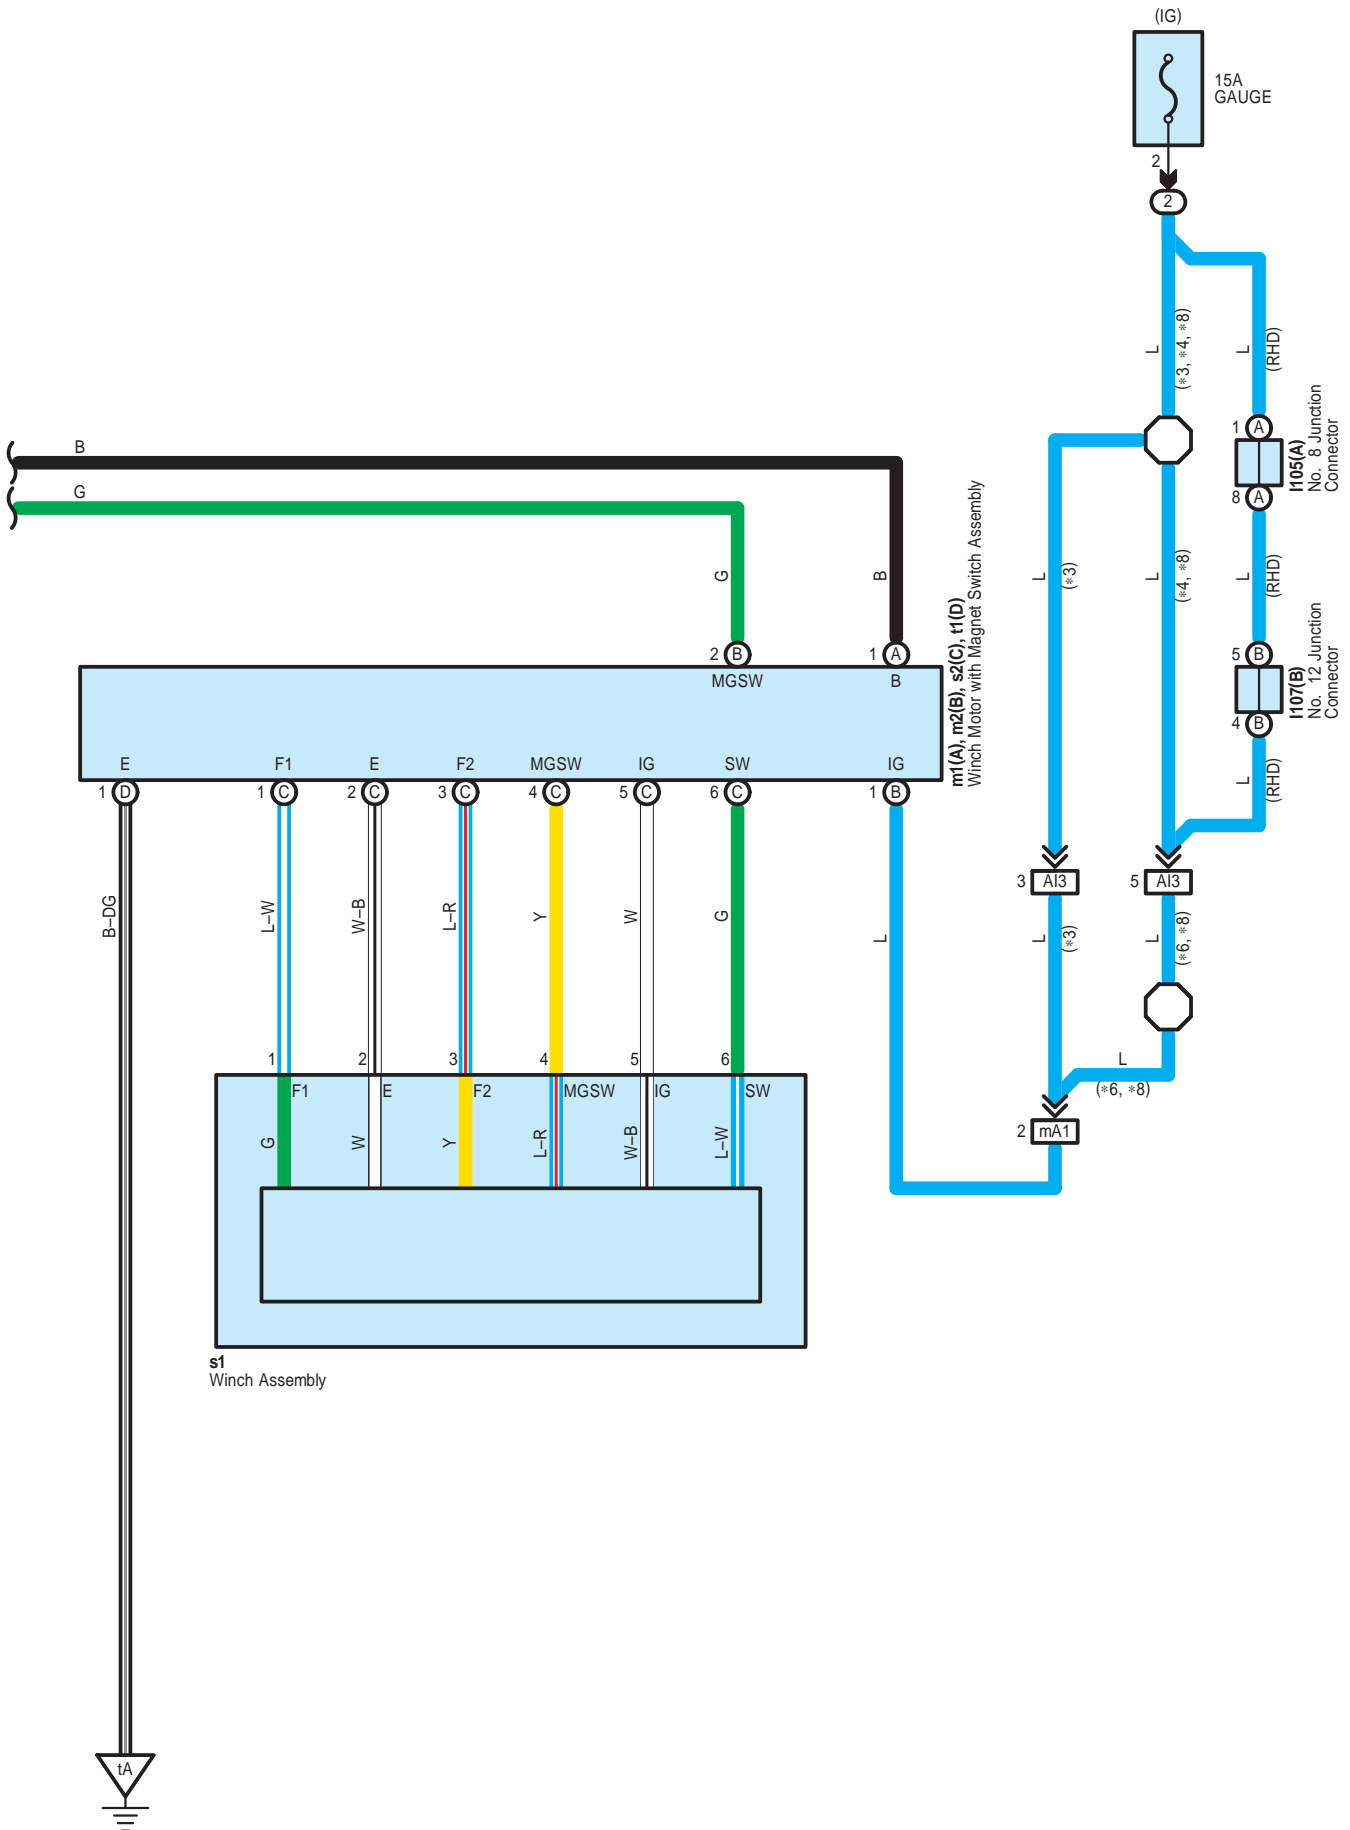 (IG)
15A
GAUGE
2
2
L
(*3, *4, *8)
L
(RHD)
1 A
I105(A)
No. 8 Junction
Connector
8 A
B
G
G
B
L
(*3)
L
(*4, *8)
L
(RHD)
2 B
1 A
MGSW
B
m1(A), m2(B), s2(C), t1(D)
Winch Motor with Magnet Switch Assembly
5 B
I107(B)
No. 12 Junction
Connector
4 B
E
F1
E
F2
MGSW
IG
SW
IG
1 D
1 C
2 C
3 C
4 C
5 C
6 C
1 B
L
(RHD)
3 AI3
5 AI3
B–DG
L–W
W–B
L–R
Y
W
G
L
L
(*3)
L
(*6, *8)
1
2
3
4
5
6
L
(*6, *8)
F1
E
F2
MGSW
IG
SW
G
W
Y
L–R
W–B
L–W
2 mA1
s1
Winch Assembly
tA